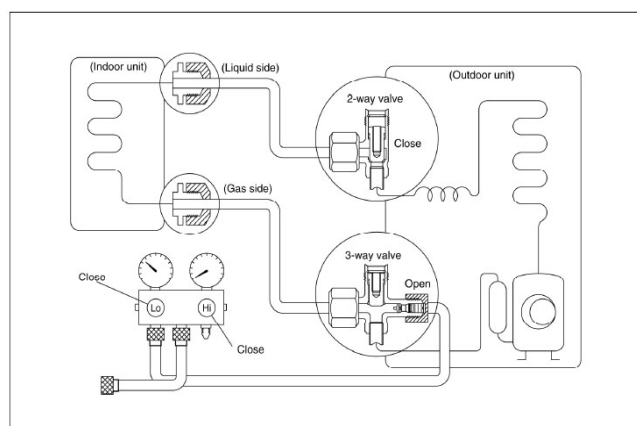 (Indoor unit)
(Liquid side)
(Outdoor unit)
2-way valve
Close
(Gas side)
3-way valve
Open
Close
Lo
Hi
Close